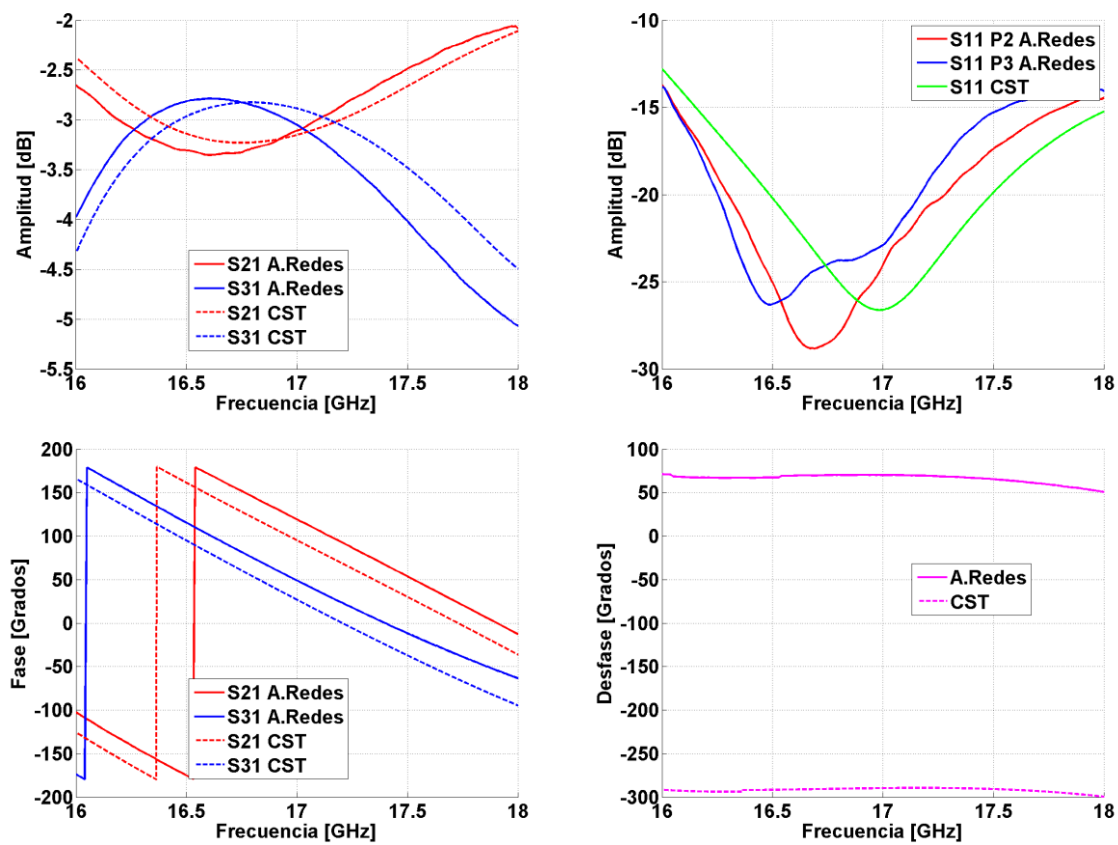 -2
-2.5
-3
-3.5
-4
-4.5
-5
-5.5
Amplitud [dB]
S21 A.Redes
S31 A.Redes
S21 CST
S31 CST
16
16.5
17
17.5
18
Frecuencia [GHz]
-10
-15
-20
-25
-30
Amplitud [dB]
S11 P2 A.Redes
S11 P3 A.Redes
S11 CST
16
16.5
17
17.5
18
Frecuencia [GHz]
200
150
100
50
0
-50
-100
-150
-200
Fase [Grados]
S21 A.Redes
S31 A.Redes
S21 CST
S31 CST
16
16.5
17
17.5
18
Frecuencia [GHz]
100
50
0
-50
-100
-150
-200
-250
-300
Desfase [Grados]
A.Redes
CST
16
16.5
17
17.5
18
Frecuencia [GHz]